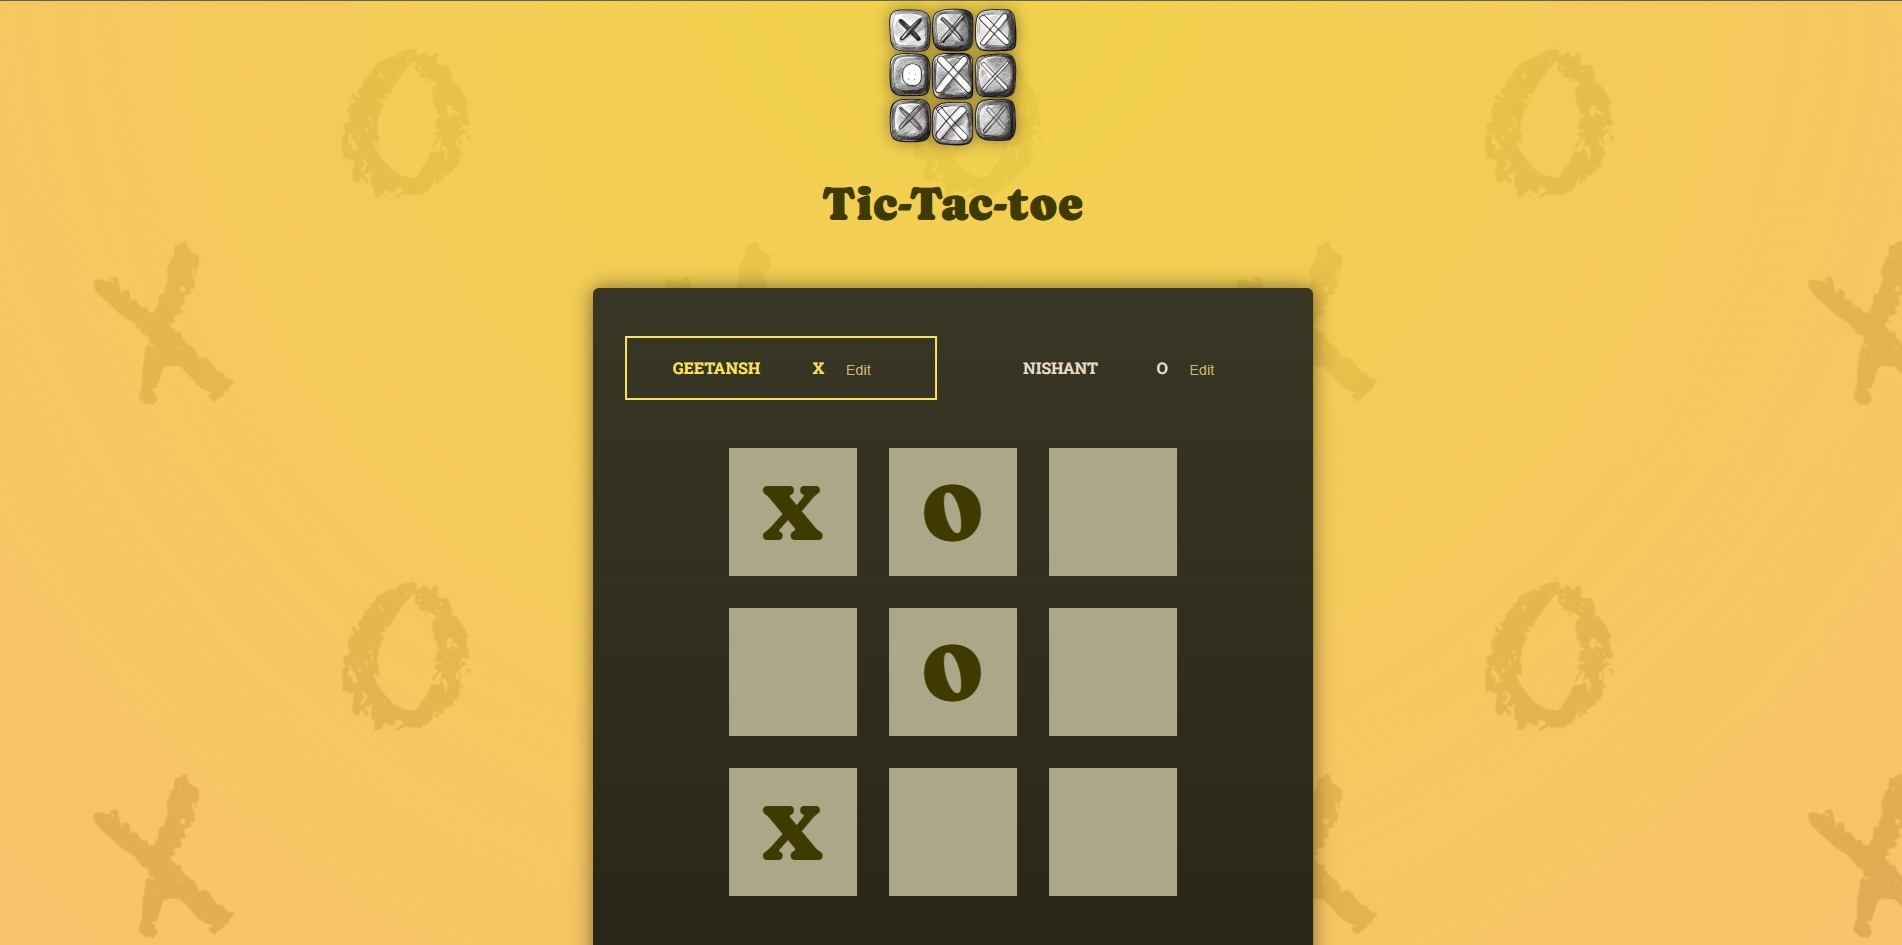 Tic-Tac-toe
GEETANSH X Edit NISHANT O Edit
X O
O
X